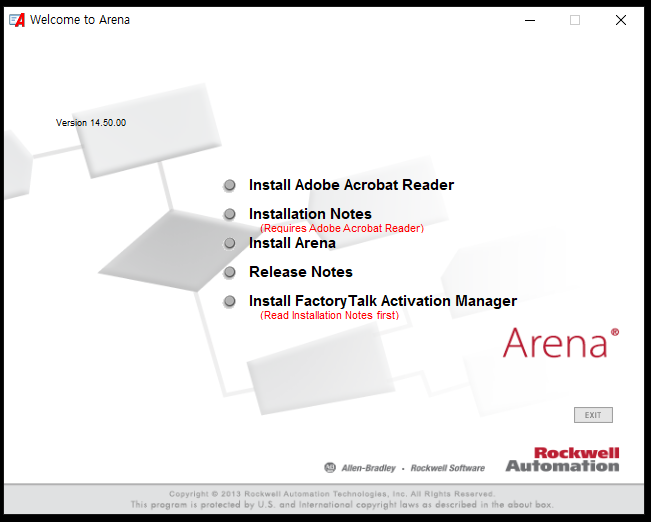 Welcome to Arena
Version 14.50.00
Install Adobe Acrobat Reader
Installation Notes
(Requires Adobe Acrobat Reader)
Install Arena
Release Notes
Install FactoryTalk Activation Manager
(Read Installation Notes first)
Arena®
EXIT
AB Allen-Bradley • Rockwell Software
Rockwell
Automation
Copyright © 2013 Rockwell Automation Technologies, Inc. All Rights Reserved.
This program is protected by U.S. and International copyright laws as described in the about box.